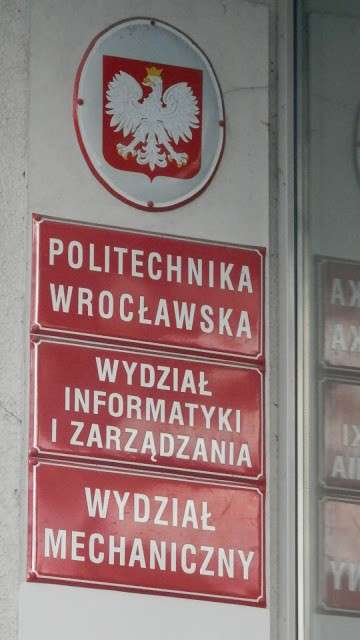 POLITECHNIKA
WROCŁAWSKA
WYDZIAŁ
INFORMATYKI
I ZARZĄDZANIA
WYDZIAŁ
MECHANICZNY